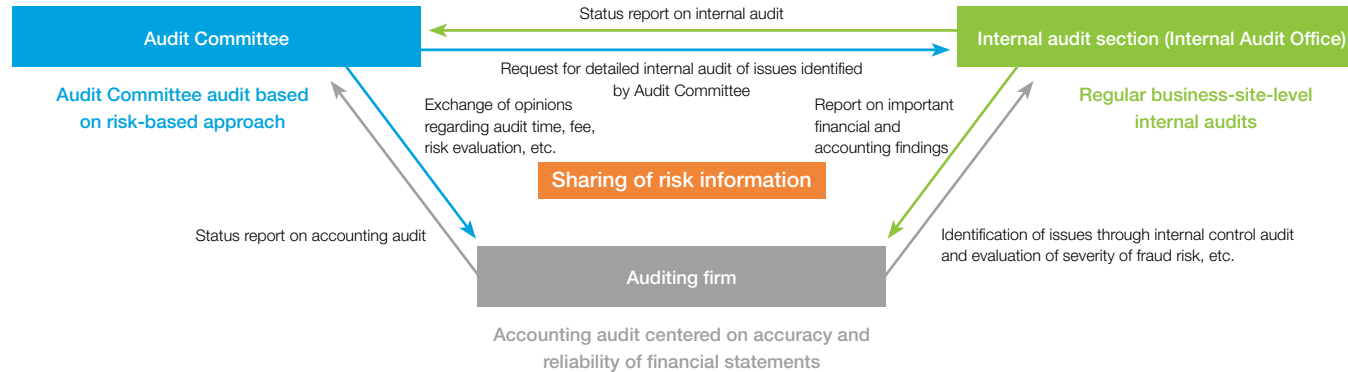 Status report on internal audit
Audit Committee
Internal audit section (Internal Audit Office)
Request for detailed internal audit of issues identified
by Audit Committee
Audit Committee audit based
on risk-based approach
Exchange of opinions
regarding audit time, fee,
risk evaluation, etc.
Report on important
financial and
accounting findings
Regular business-site-level
internal audits
Sharing of risk information
Status report on accounting audit
Identification of issues through internal control audit
and evaluation of severity of fraud risk, etc.
Auditing firm
Accounting audit centered on accuracy and
reliability of financial statements